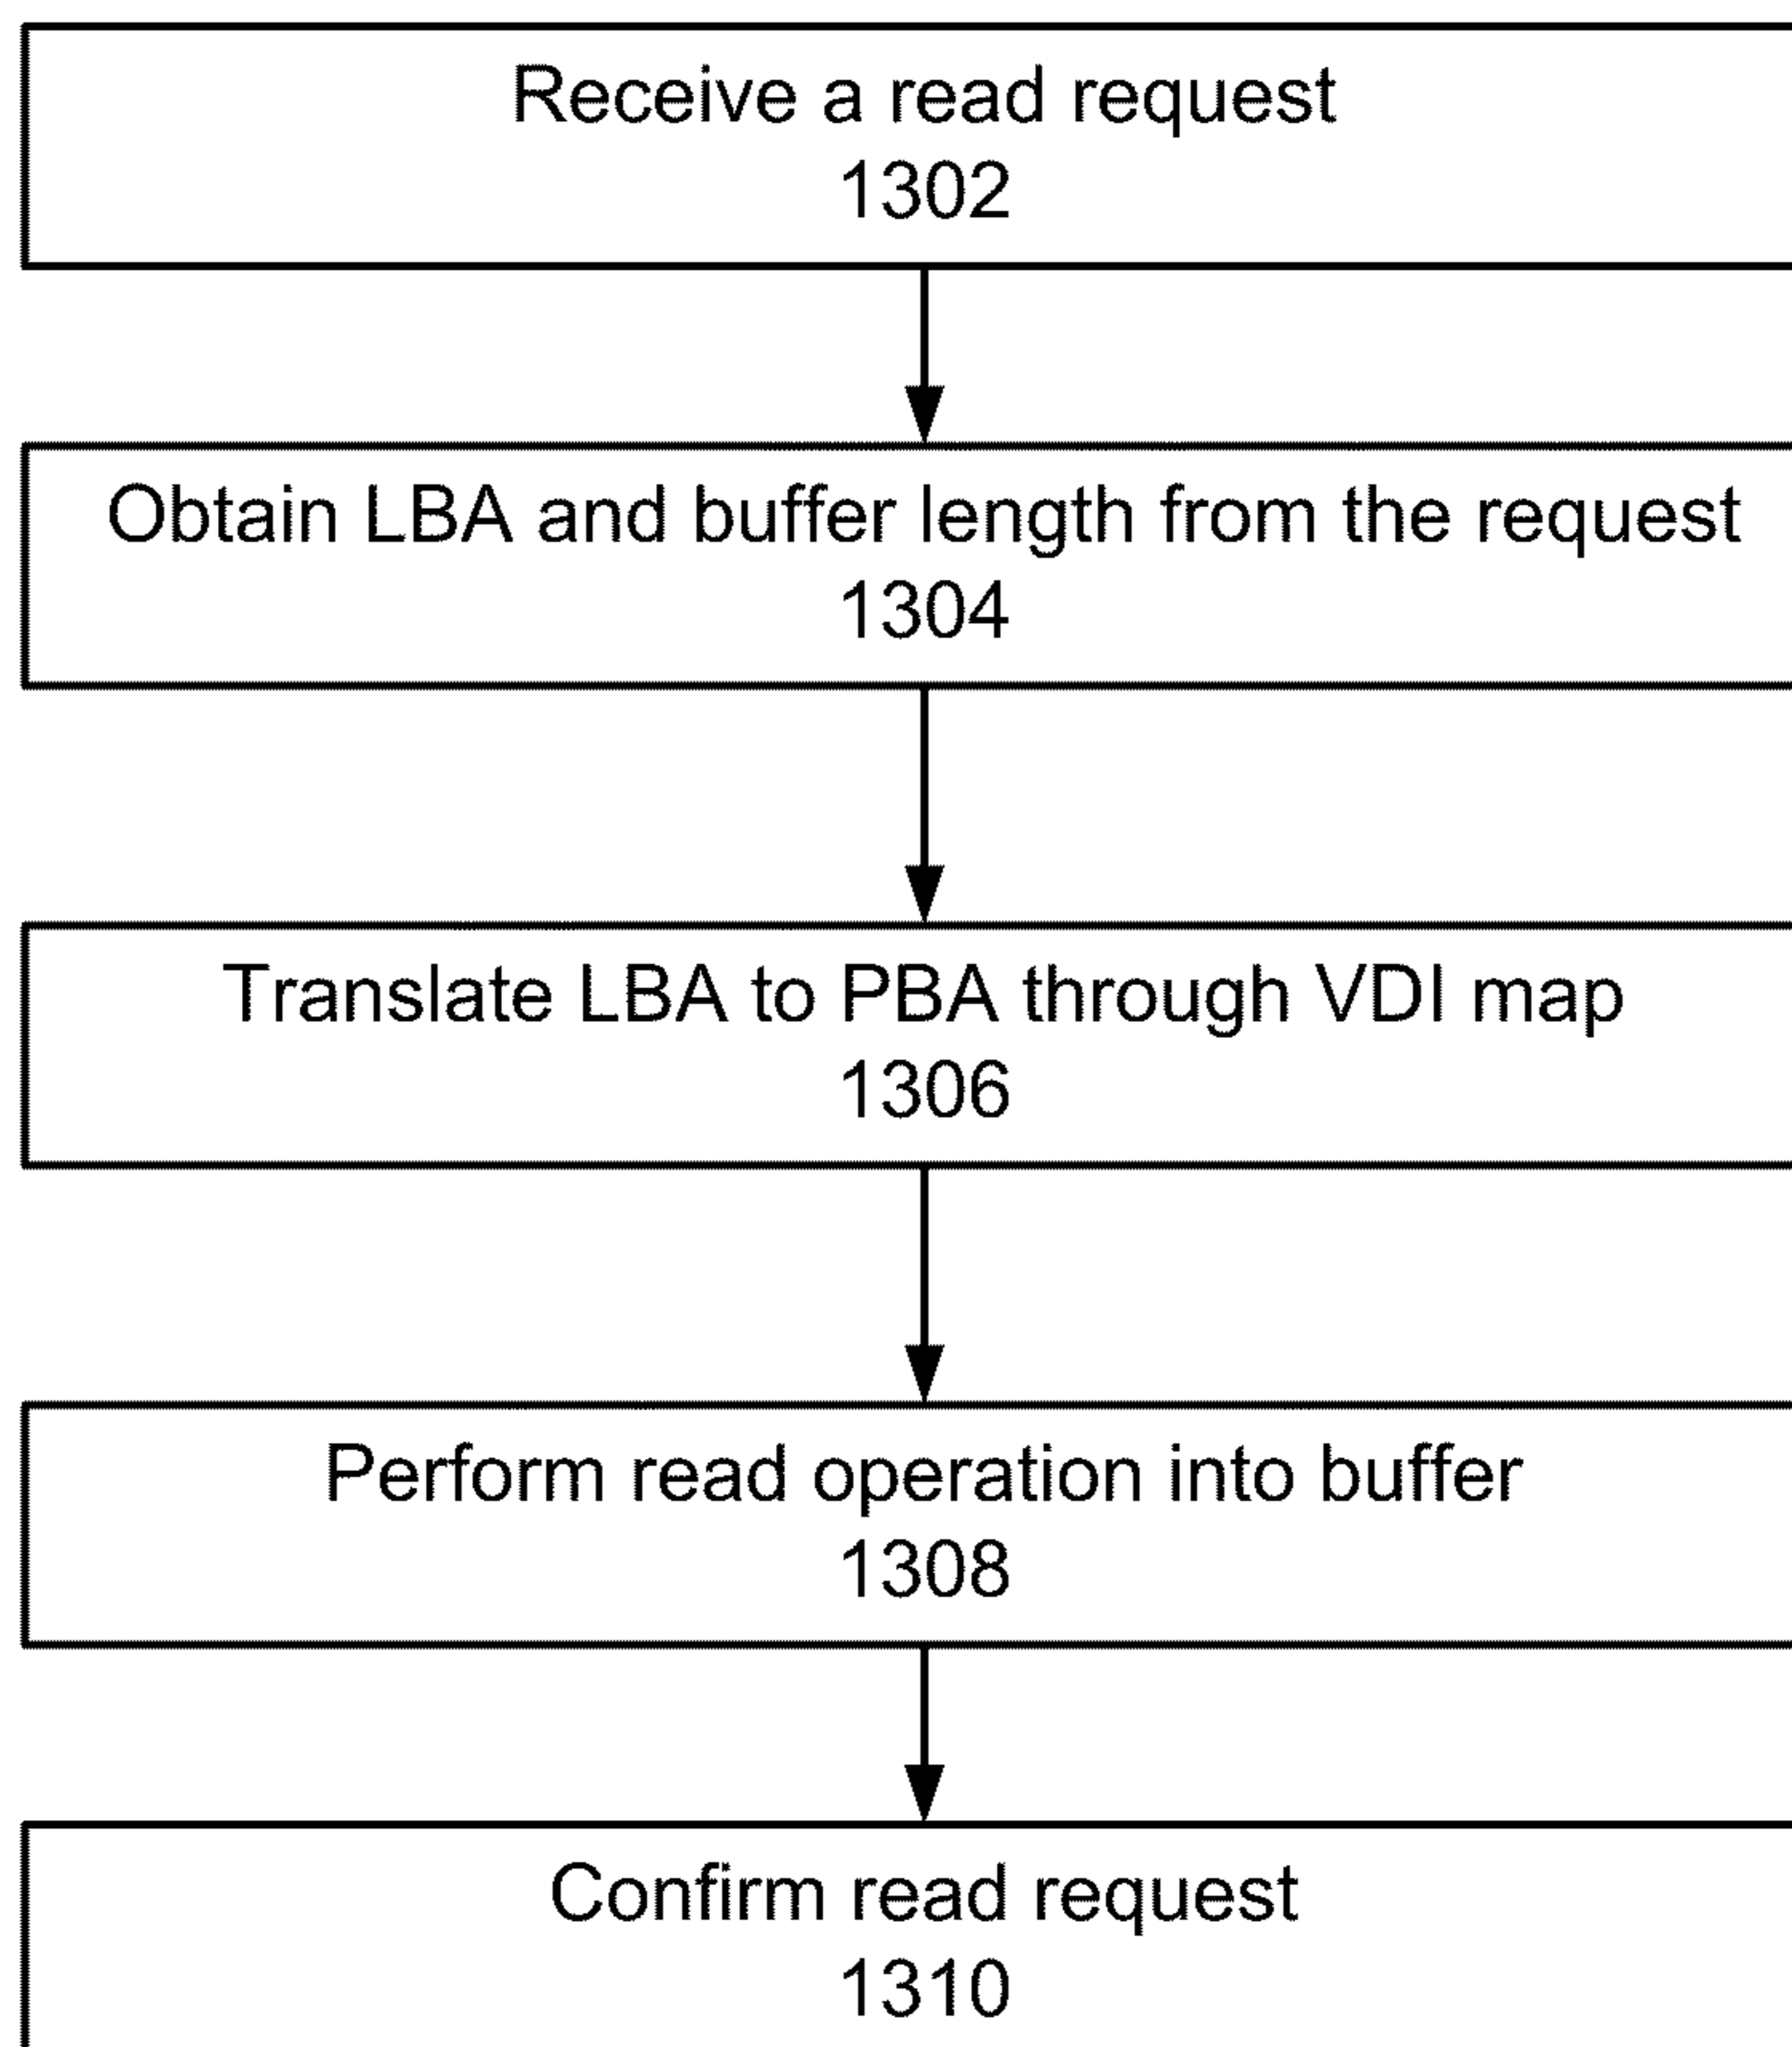 Receive a read request
1302
Obtain LBA and buffer length from the request
1304
Translate LBA to PBA through VDI map
1306
Perform read operation into buffer
1308
Confirm read request
1310